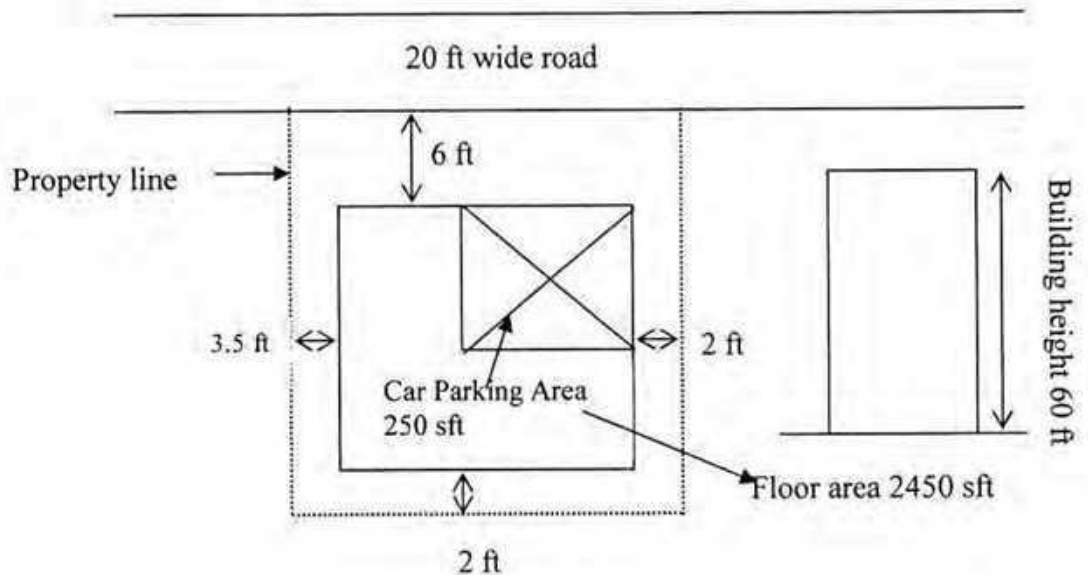 20 ft wide road
6 ft
Property line
3.5 ft
2 ft
Car Parking Area
250 sft
Building height 60 ft
Floor area 2450 sft
2 ft